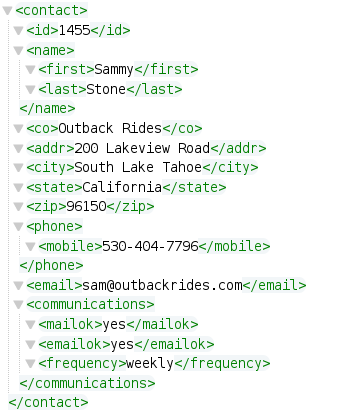 <contact>
<id>1455</id>
<name>
<first>Sammy</first>
<last>Stone</last>
</name>
<co>Outback Rides</co>
<addr>200 Lakeview Road</addr>
<city>South Lake Tahoe</city>
<state>California</state>
<zip>96150</zip>
<phone>
<mobile>530-404-7796</mobile>
</phone>
<email>sam@outbackrides.com</email>
<communications>
<mailok>yes</mailok>
<emailok>yes</emailok>
<frequency>weekly</frequency>
</communications>
</contact>